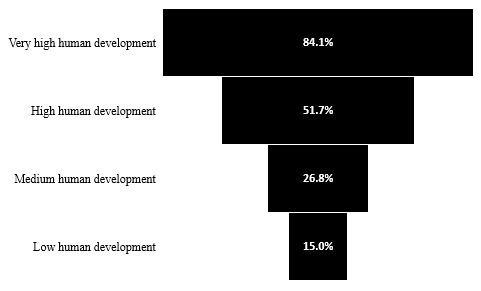 Very high human development 84.1%
High human development 51.7%
Medium human development 26.8%
Low human development 15.0%